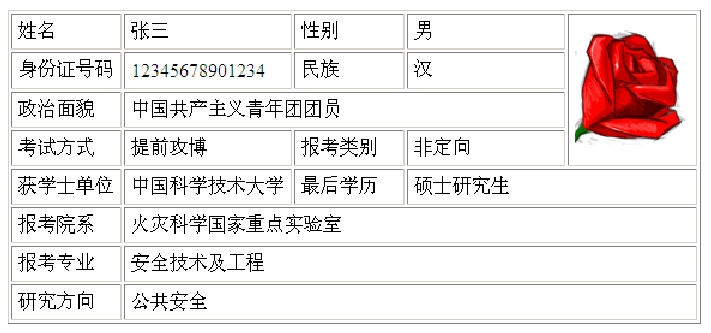 姓名 张三 性别 男
身份证号码 12345678901234 民族 汉
政治面貌 中国共产主义青年团团员
考试方式 提前攻博 报考类别 非定向
获学士单位 中国科学技术大学 最后学历 硕士研究生
报考院系 火灾科学国家重点实验室
报考专业 安全技术及工程
研究方向 公共安全